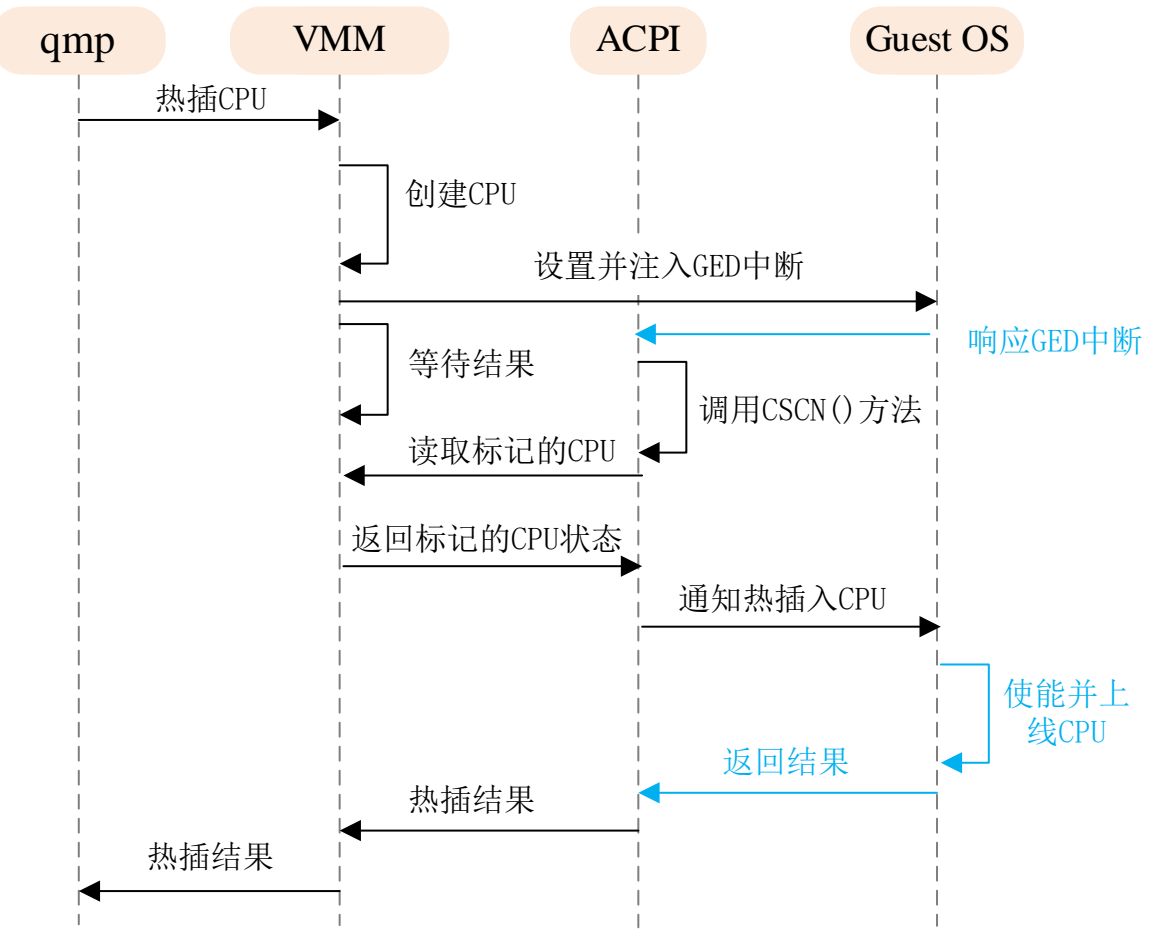 qmp
VMM
ACPI
Guest OS
热插CPU
创建CPU
设置并注入GED中断
响应GED中断
等待结果
调用CSCN()方法
读取标记的CPU
返回标记的CPU状态
通知热插入CPU
使能并上
线CPU
返回结果
热插结果
热插结果